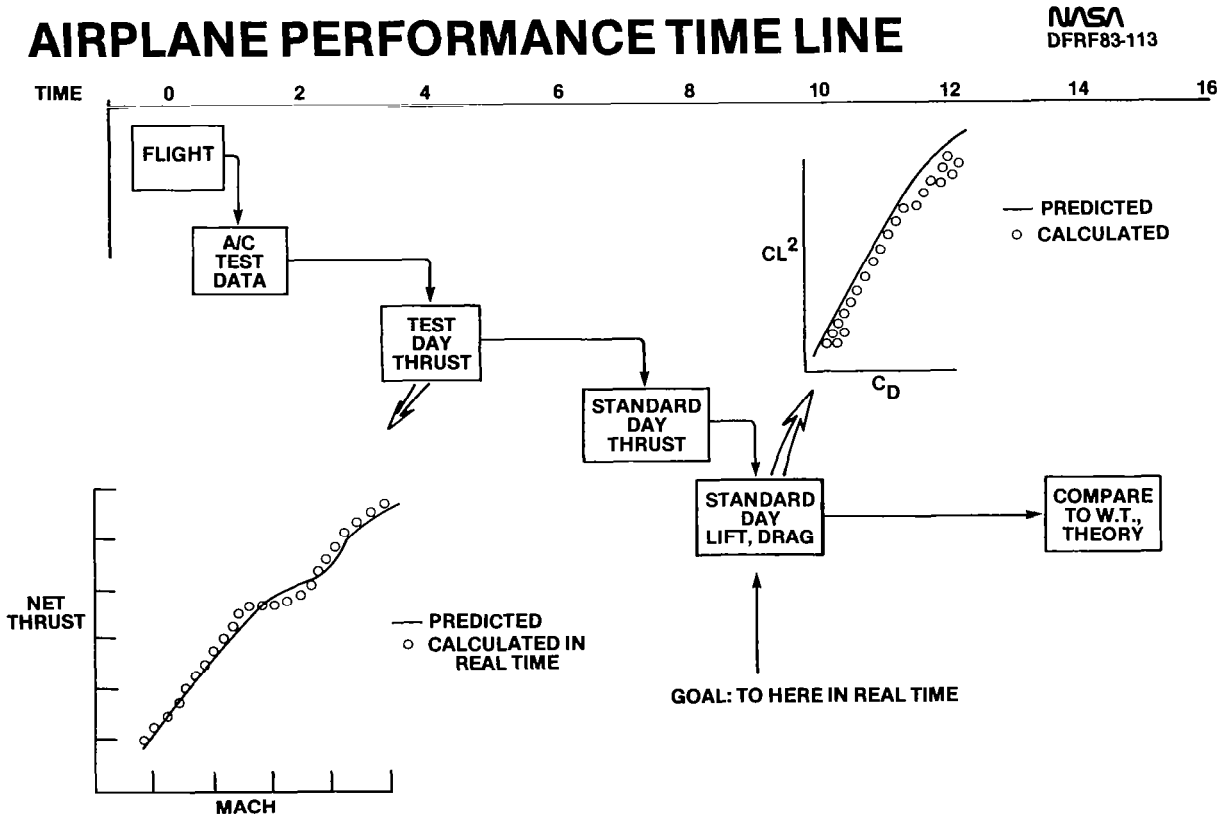 AIRPLANE PERFORMANCE TIME LINE
NASA
DFRF83-113
TIME 0 2 4 6 8 10 12 14 16
FLIGHT
A/C
TEST
DATA
TEST
DAY
THRUST
STANDARD
DAY
THRUST
STANDARD
DAY
LIFT, DRAG
COMPARE
TO W.T.,
THEORY
GOAL: TO HERE IN REAL TIME
CL²
C_D
PREDICTED
CALCULATED
NET
THRUST
MACH
PREDICTED
CALCULATED IN
REAL TIME